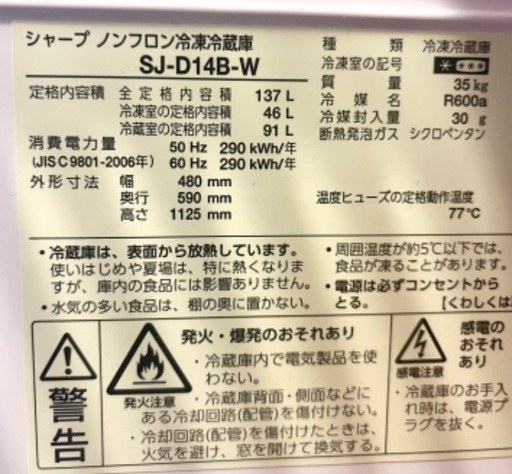 シャープ ノンフロン冷凍冷蔵庫
SJ-D14B-W
定格内容積 全定格内容積 137 L
冷凍室の定格内容積 46 L
冷蔵室の定格内容積 91 L
消費電力量 50 Hz 290 kWh/年
(JIS C 9801-2006年) 60 Hz 290 kWh/年
外形寸法 幅 480 mm
奥行 590 mm
高さ 1125 mm
種類 冷凍冷蔵庫
冷凍室の記号
質量 35 kg
冷媒名 R600a
冷媒封入量 30 g
断熱発泡ガス シクロペンタン
温度ヒューズの定格動作温度
77℃
・冷蔵庫は、表面から放熱しています。
使いはじめや夏場は、特に熱くなりま
すが、庫内の食品には影響ありません。
・水気の多い食品は、棚の奥に置かない。
・周囲温度が約5℃以下では、
食品が凍ることがあります。
・電源は必ずコンセントから
とる。 【くわしくは
警告
発火注意
発火・爆発のおそれあり
・冷蔵庫内で電気製品を使
わない。
・冷蔵庫背面・側面などに
ある冷却回路(配管)を傷付けない。
・冷却回路(配管)を傷付けたときは、
火気を避け、窓を開けて換気する。
感電注意
感電の
おそれ
あり
・冷蔵庫のお手入
れ時は、電源プ
ラグを抜く。